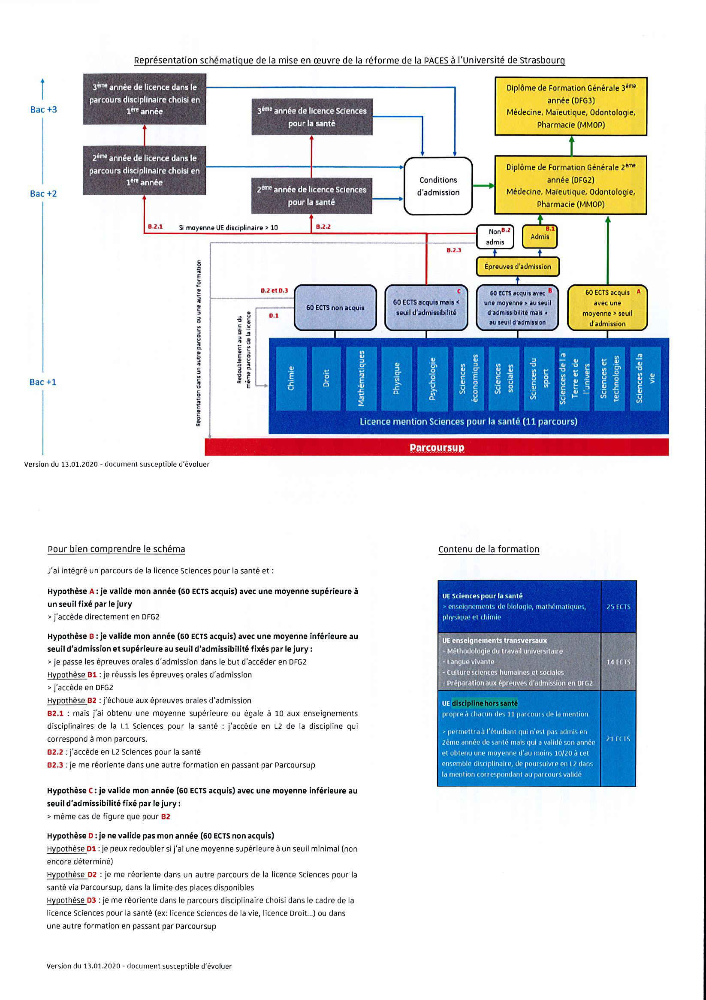 Représentation schématique de la mise en œuvre de la réforme de la PACES à l'Université de Strasbourg
Bac +3
Bac +2
Bac +1
3ème année de licence dans le
parcours disciplinaire choisi en
1ère année
2ème année de licence dans le
parcours disciplinaire choisi en
1ère année
3ème année de licence Sciences
pour la santé
2ème année de licence Sciences
pour la santé
Conditions
d'admission
Diplôme de Formation Générale 3ème
année (DFG3)
Médecine, Maïeutique, Odontologie,
Pharmacie (MMOP)
Diplôme de Formation Générale 2ème
année (DFG2)
Médecine, Maïeutique, Odontologie,
Pharmacie (MMOP)
B.2.1
Si moyenne UE disciplinaire > 10
B.2.2
Non B.2
admis
B.1
Admis
B.2.3
Épreuves d'admission
Réorientation dans un autre parcours ou une autre formation
D.2 et D.3
D.1
Redoublement au sein du
même parcours de la licence
60 ECTS non acquis
C
60 ECTS acquis mais <
seuil d'admissibilité
60 ECTS acquis avec B
une moyenne > au seuil
d'admissibilité mais <
au seuil d'admission
60 ECTS acquis A
avec une
moyenne > seuil
d'admission
Chimie
Droit
Mathématiques
Physique
Psychologie
Sciences
économiques
Sciences
sociales
Sciences du
sport
Sciences de la
Terre et de
l'univers
Sciences et
technologies
Sciences de la
vie
Licence mention Sciences pour la santé (11 parcours)
Parcoursup
Version du 13.01.2020 - document susceptible d'évoluer
Pour bien comprendre le schéma
J'ai intégré un parcours de la licence Sciences pour la santé et :
Hypothèse A : je valide mon année (60 ECTS acquis) avec une moyenne supérieure à
un seuil fixé par le jury
> j'accède directement en DFG2
Hypothèse B : je valide mon année (60 ECTS acquis) avec une moyenne inférieure au
seuil d'admission et supérieure au seuil d'admissibilité fixés par le jury :
> je passe les épreuves orales d'admission dans le but d'accéder en DFG2
Hypothèse B1 : je réussis les épreuves orales d'admission
> j'accède en DFG2
Hypothèse B2 : j'échoue aux épreuves orales d'admission
B2.1 : mais j'ai obtenu une moyenne supérieure ou égale à 10 aux enseignements
disciplinaires de la L1 Sciences pour la santé : j'accède en L2 de la discipline qui
correspond à mon parcours.
B2.2 : j'accède en L2 Sciences pour la santé
B2.3 : je me réoriente dans une autre formation en passant par Parcoursup
Hypothèse C : je valide mon année (60 ECTS acquis) avec une moyenne inférieure au
seuil d'admissibilité fixé par le jury :
> même cas de figure que pour B2
Hypothèse D : je ne valide pas mon année (60 ECTS non acquis)
Hypothèse D1 : je peux redoubler si j'ai une moyenne supérieure à un seuil minimal (non
encore déterminé)
Hypothèse D2 : je me réoriente dans un autre parcours de la licence Sciences pour la
santé via Parcoursup, dans la limite des places disponibles
Hypothèse D3 : je me réoriente dans le parcours disciplinaire choisi dans le cadre de la
licence Sciences pour la santé (ex: licence Sciences de la vie, licence Droit...) ou dans
une autre formation en passant par Parcoursup
Contenu de la formation
UE Sciences pour la santé
> enseignements de biologie, mathématiques,
physique et chimie
25 ECTS
UE enseignements transversaux
- Méthodologie du travail universitaire
- Langue vivante
- Culture sciences humaines et sociales
- Préparation aux épreuves d'admission en DFG2
14 ECTS
UE discipline hors santé
propre à chacun des 11 parcours de la mention
> permettra à l'étudiant qui n'est pas admis en
2ème année de santé mais qui a validé son année
et obtenu une moyenne d'au moins 10/20 à cet
ensemble disciplinaire, de poursuivre en L2 dans
la mention correspondant au parcours validé
21 ECTS
Version du 13.01.2020 - document susceptible d'évoluer